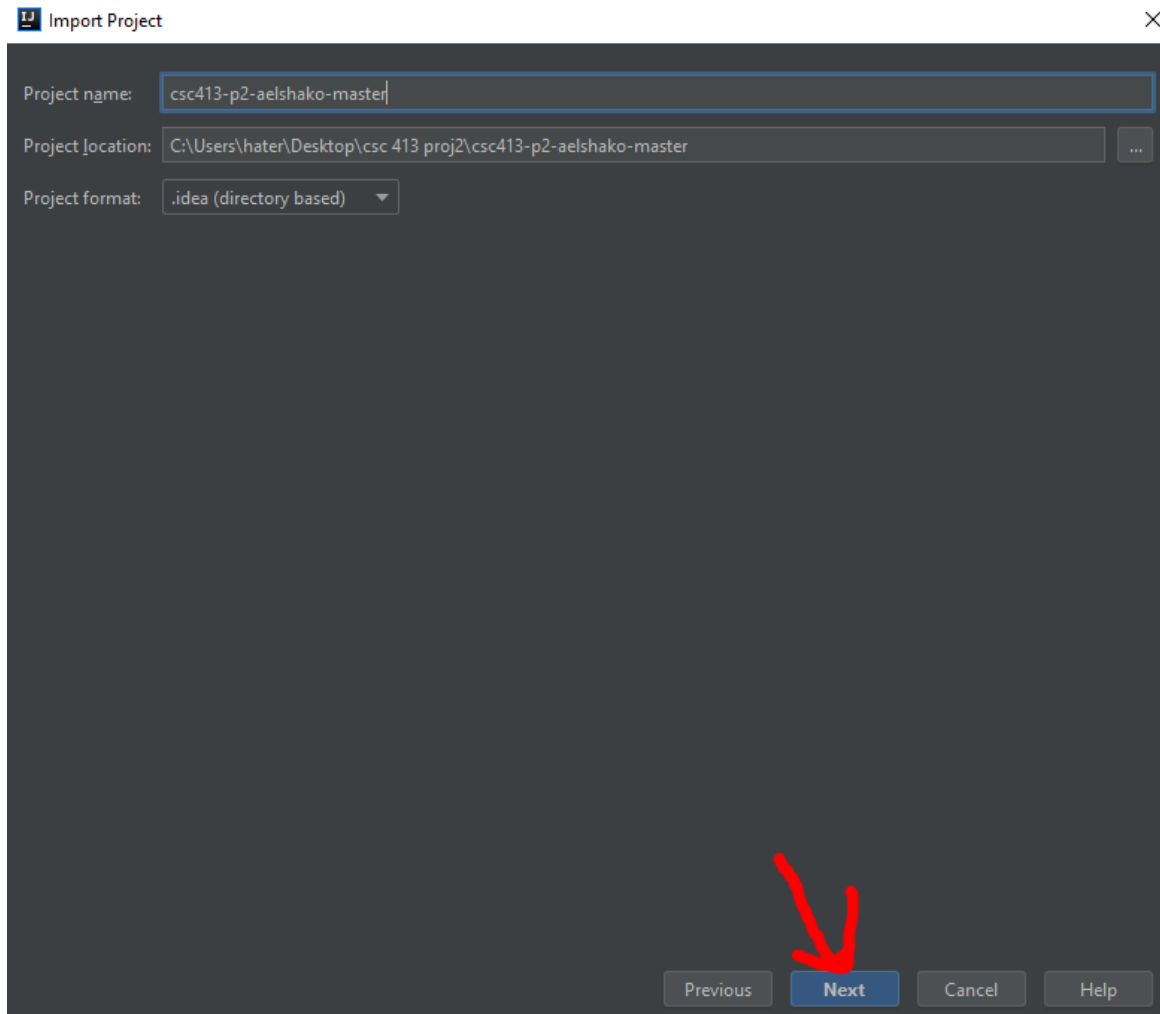 IJ Import Project
Project name: csc413-p2-aelshako-master
Project location: C:\Users\hater\Desktop\csc 413 proj2\csc413-p2-aelshako-master ...
Project format: .idea (directory based)
Previous Next Cancel Help